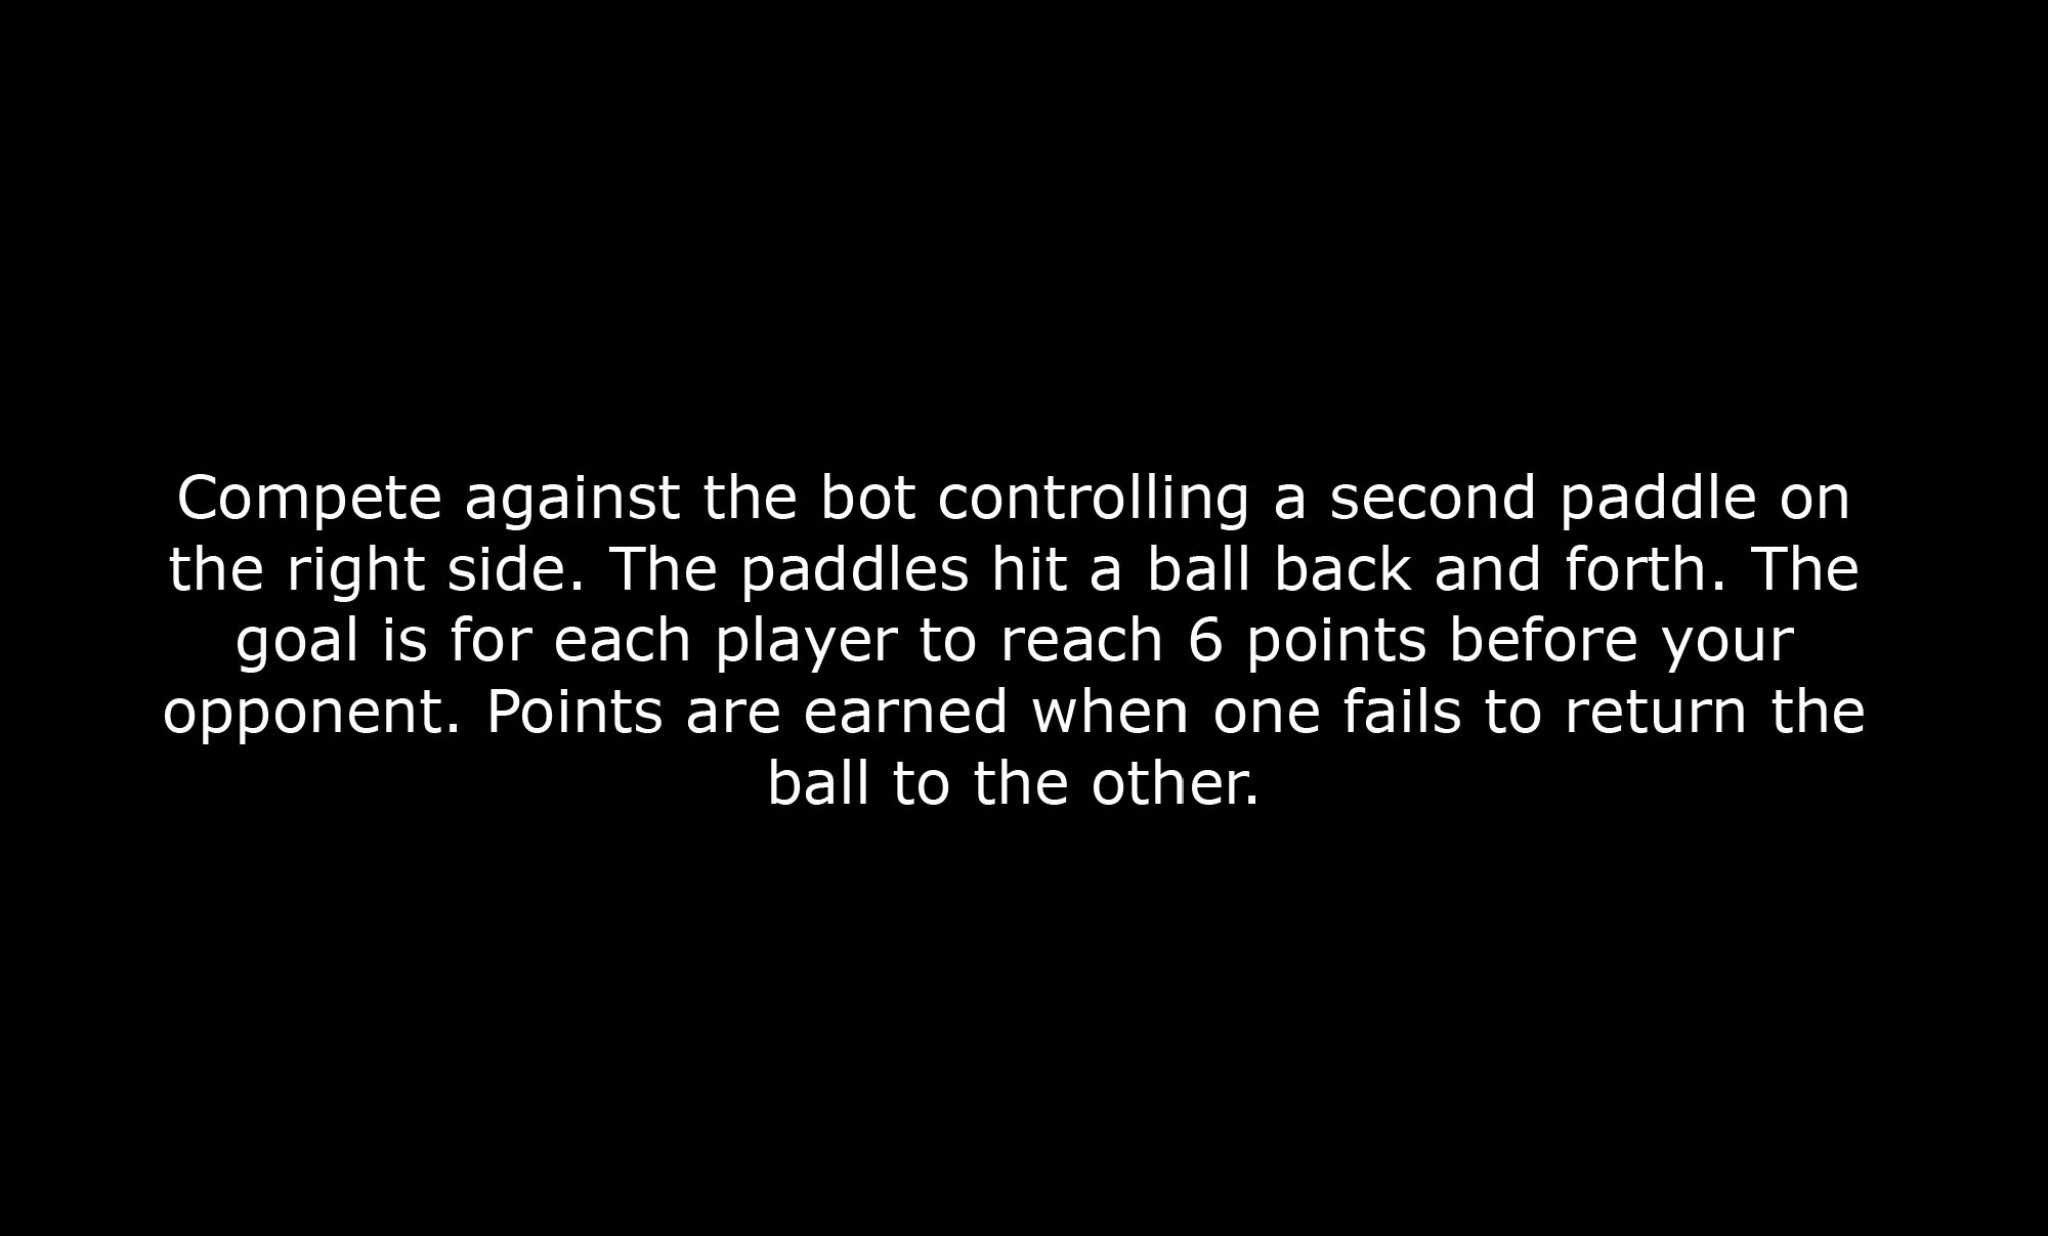 Compete against the bot controlling a second paddle on
the right side. The paddles hit a ball back and forth. The
goal is for each player to reach 6 points before your
opponent. Points are earned when one fails to return the
ball to the other.